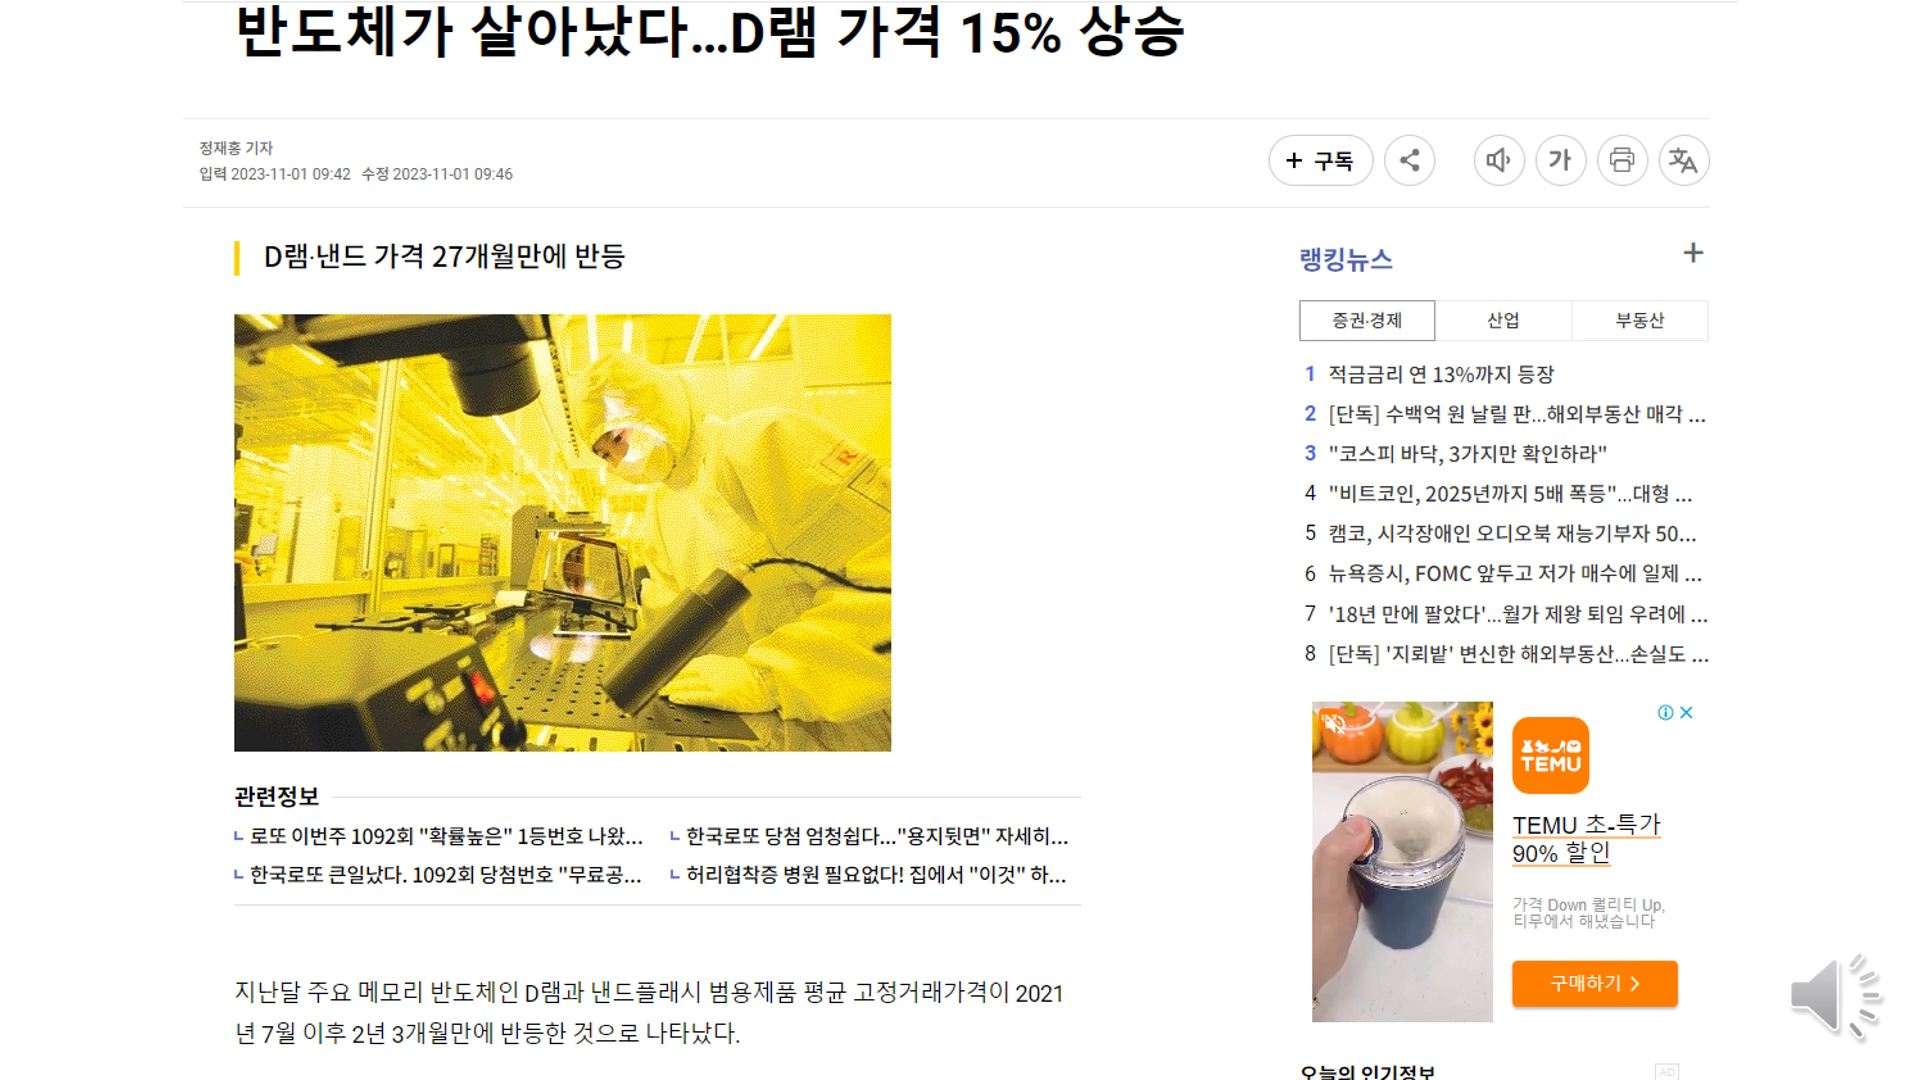 반도체가 살아났다...D램 가격 15% 상승
정재홍 기자
입력 2023-11-01 09:42 수정 2023-11-01 09:46
+ 구독
가
D램·낸드 가격 27개월만에 반등
랭킹뉴스 +
증권·경제 산업 부동산
1 적금금리 연 13%까지 등장
2 [단독] 수백억 원 날릴 판...해외부동산 매각 ...
3 "코스피 바닥, 3가지만 확인하라"
4 "비트코인, 2025년까지 5배 폭등"...대형 ...
5 캠코, 시각장애인 오디오북 재능기부자 50...
6 뉴욕증시, FOMC 앞두고 저가 매수에 일제 ...
7 '18년 만에 팔았다'...월가 제왕 퇴임 우려에 ...
8 [단독] '지뢰밭' 변신한 해외부동산...손실도 ...
관련정보
로또 이번주 1092회 "확률높은" 1등번호 나왔...
한국로또 당첨 엄청쉽다..."용지뒷면" 자세히...
한국로또 큰일났다. 1092회 당첨번호 "무료공...
허리협착증 병원 필요없다! 집에서 "이것" 하...
TEMU
TEMU 초-특가
90% 할인
가격 Down 퀄리티 Up,
티무에서 해냈습니다
구매하기
지난달 주요 메모리 반도체인 D램과 낸드플래시 범용제품 평균 고정거래가격이 2021
년 7월 이후 2년 3개월만에 반등한 것으로 나타났다.
오늘의 인기정보
AD